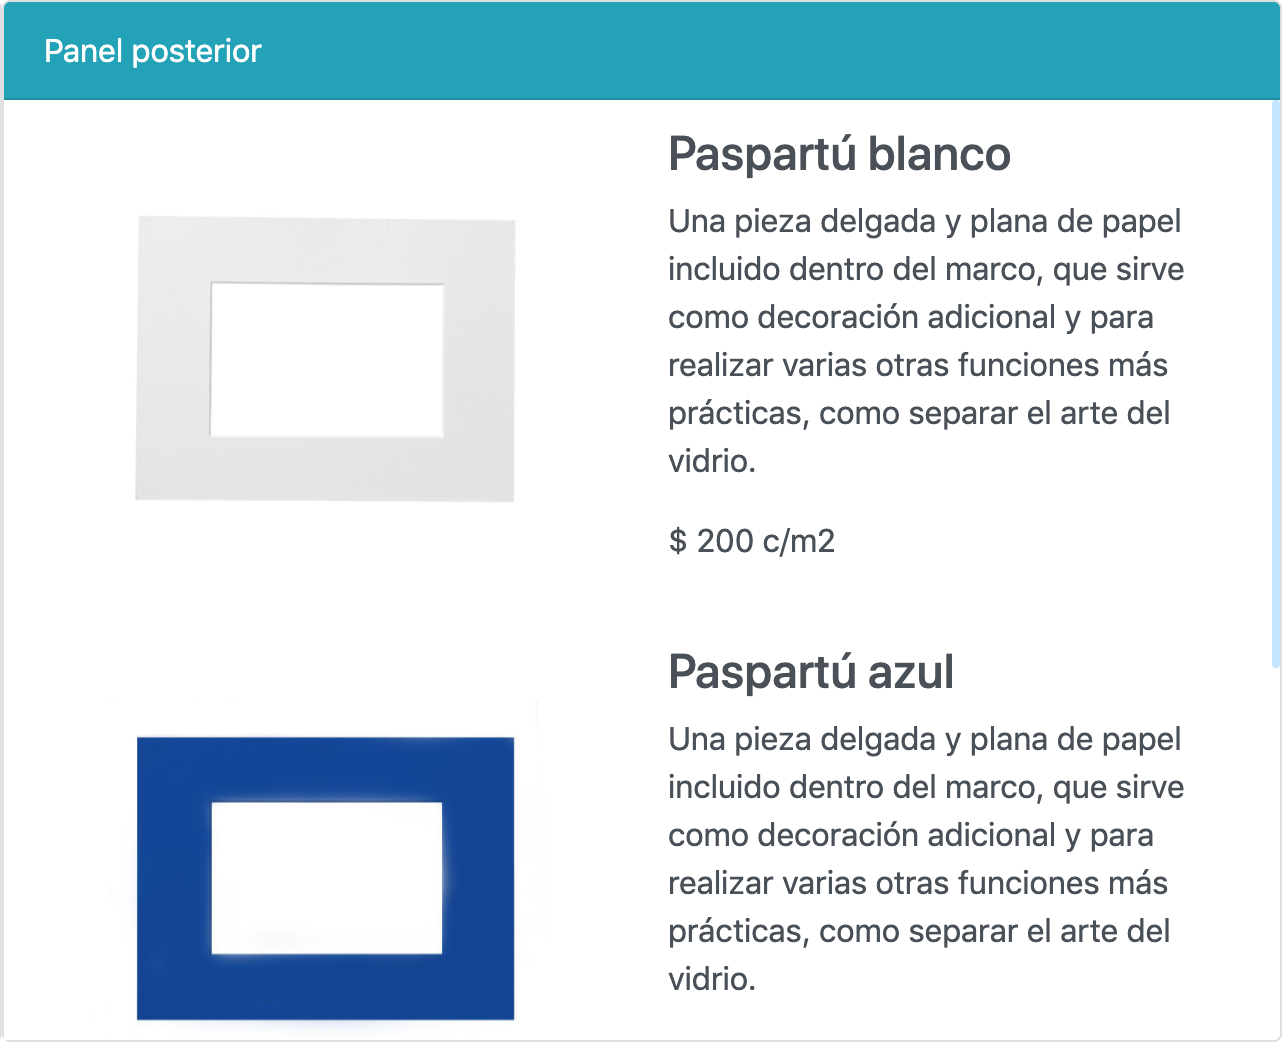 Panel posterior
Paspartú blanco
Una pieza delgada y plana de papel
incluido dentro del marco, que sirve
como decoración adicional y para
realizar varias otras funciones más
prácticas, como separar el arte del
vidrio.
$ 200 c/m2
Paspartú azul
Una pieza delgada y plana de papel
incluido dentro del marco, que sirve
como decoración adicional y para
realizar varias otras funciones más
prácticas, como separar el arte del
vidrio.